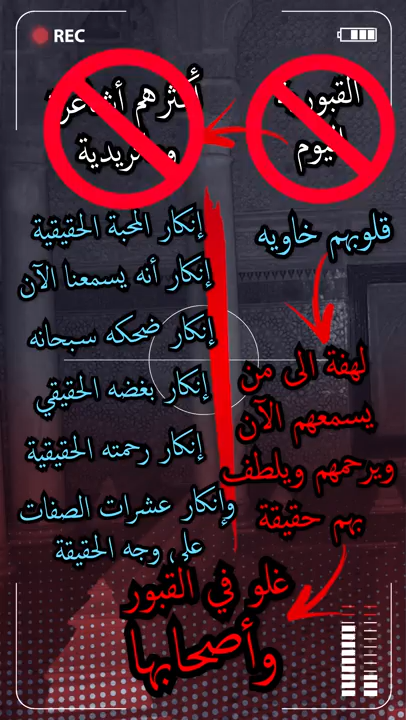 REC
القبورية
اليوم
أكثرهم أشاعرة
وماتريدية
قلوبهم خاويه
لهفة الى من
يسمعهم الآن
ويرحمهم ويلطف
بهم حقيقة
إنكار المحبة الحقيقية
إنكار أنه يسمعنا الآن
إنكار ضحكه سبحانه
إنكار بغضه الحقيقي
إنكار رحمته الحقيقية
وإنكار عشرات الصفات
على وجه الحقيقة
غلو في القبور
وأصحابها